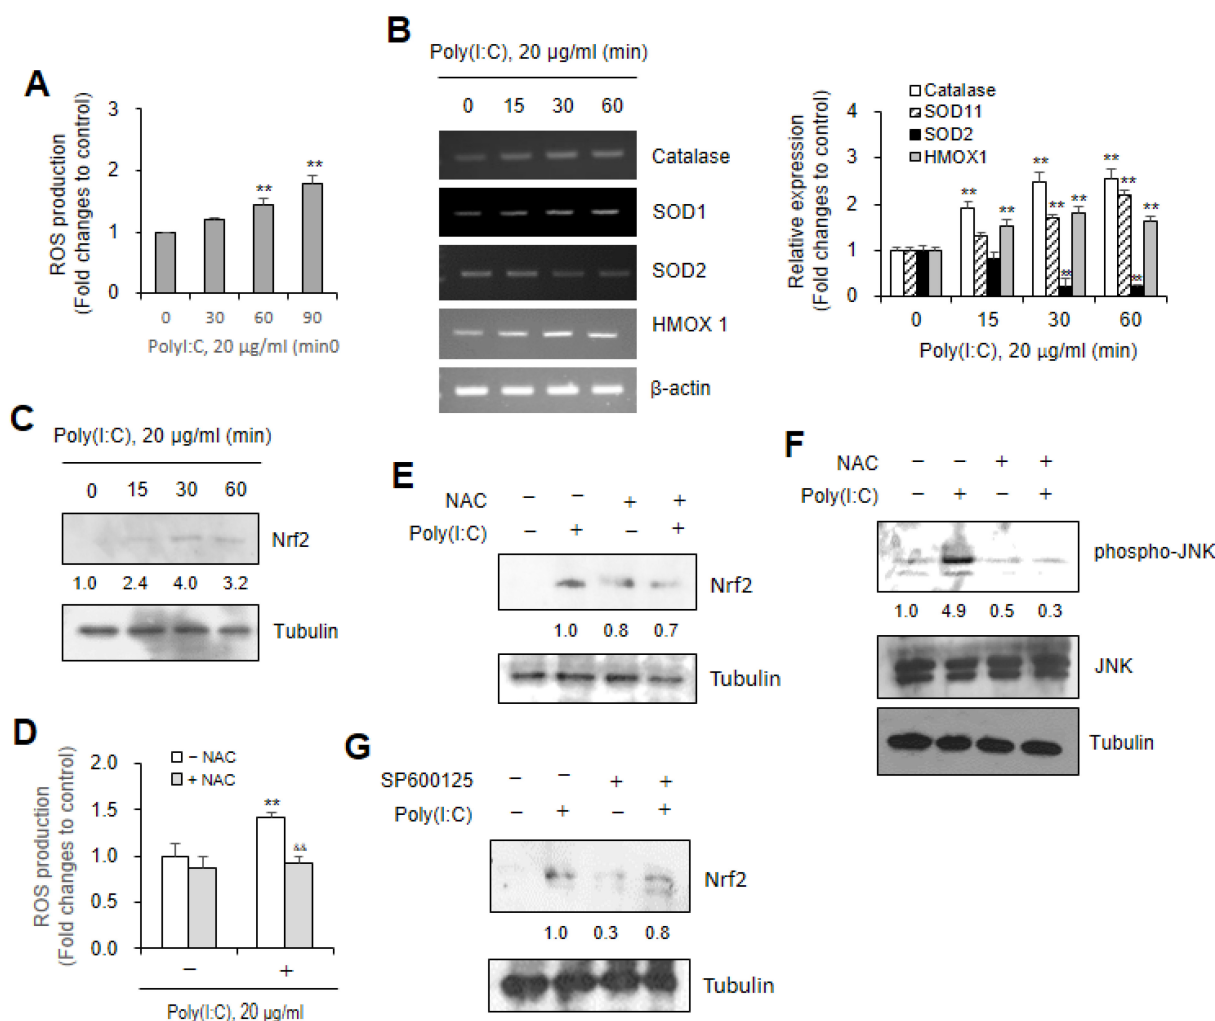 A
ROS production
(Fold changes to control)
3
2
1
0
** **
0 30 60 90
PolyI:C, 20 µg/ml (min0
B
Poly(I:C), 20 µg/ml (min)
0 15 30 60
Catalase
SOD1
SOD2
HMOX 1
β-actin
Relative expression
(Fold changes to control)
4
3
2
1
0
Catalase
SOD11
SOD2
HMOX1
** ** ** ** ** ** ** ** ** **
0 15 30 60
Poly(I:C), 20 µg/ml (min)
C
Poly(I:C), 20 µg/ml (min)
0 15 30 60
Nrf2
1.0 2.4 4.0 3.2
Tubulin
D
ROS production
(Fold changes to control)
2.0
1.5
1.0
0.5
0.0
– NAC
+ NAC
**
&&
– +
Poly(I:C), 20 µg/ml
E
NAC – – + +
Poly(I:C) – + – +
Nrf2
1.0 0.8 0.7
Tubulin
F
NAC – – + +
Poly(I:C) – + – +
phospho-JNK
1.0 4.9 0.5 0.3
JNK
Tubulin
G
SP600125 – – + +
Poly(I:C) – + – +
Nrf2
1.0 0.3 0.8
Tubulin